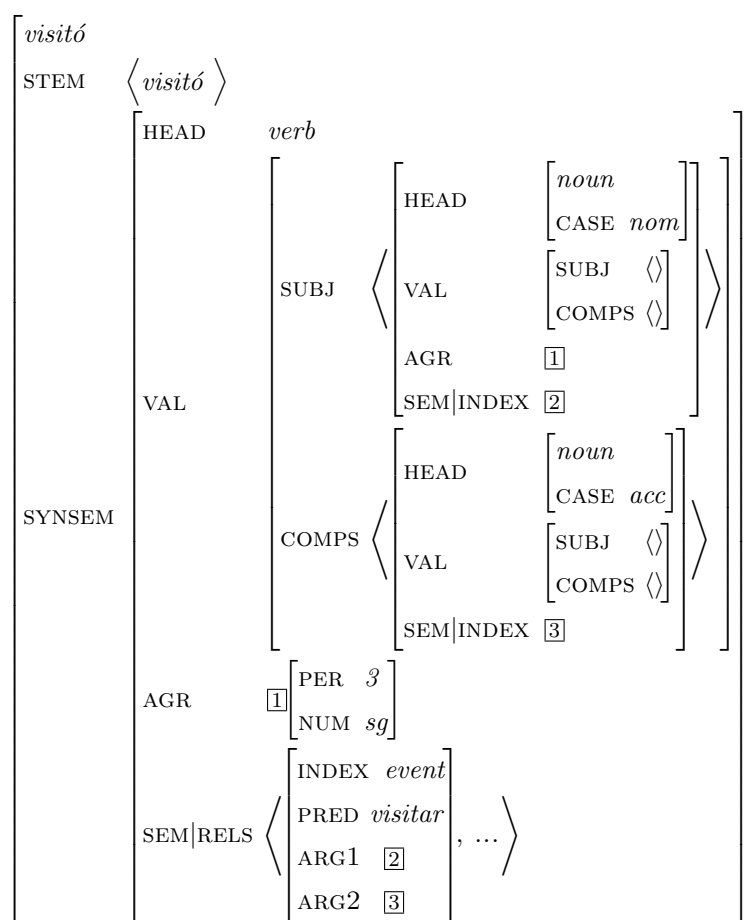 visitó
STEM ⟨ visitó ⟩
HEAD verb
HEAD noun
CASE nom
SUBJ VAL SUBJ ⟨⟩
COMPS ⟨⟩
AGR 1
VAL
SEM|INDEX 2
HEAD noun
CASE acc
SYNSEM
COMPS VAL SUBJ ⟨⟩
COMPS ⟨⟩
SEM|INDEX 3
AGR 1 PER 3
NUM sg
INDEX event
PRED visitar
SEM|RELS , ...
ARG1 2
ARG2 3